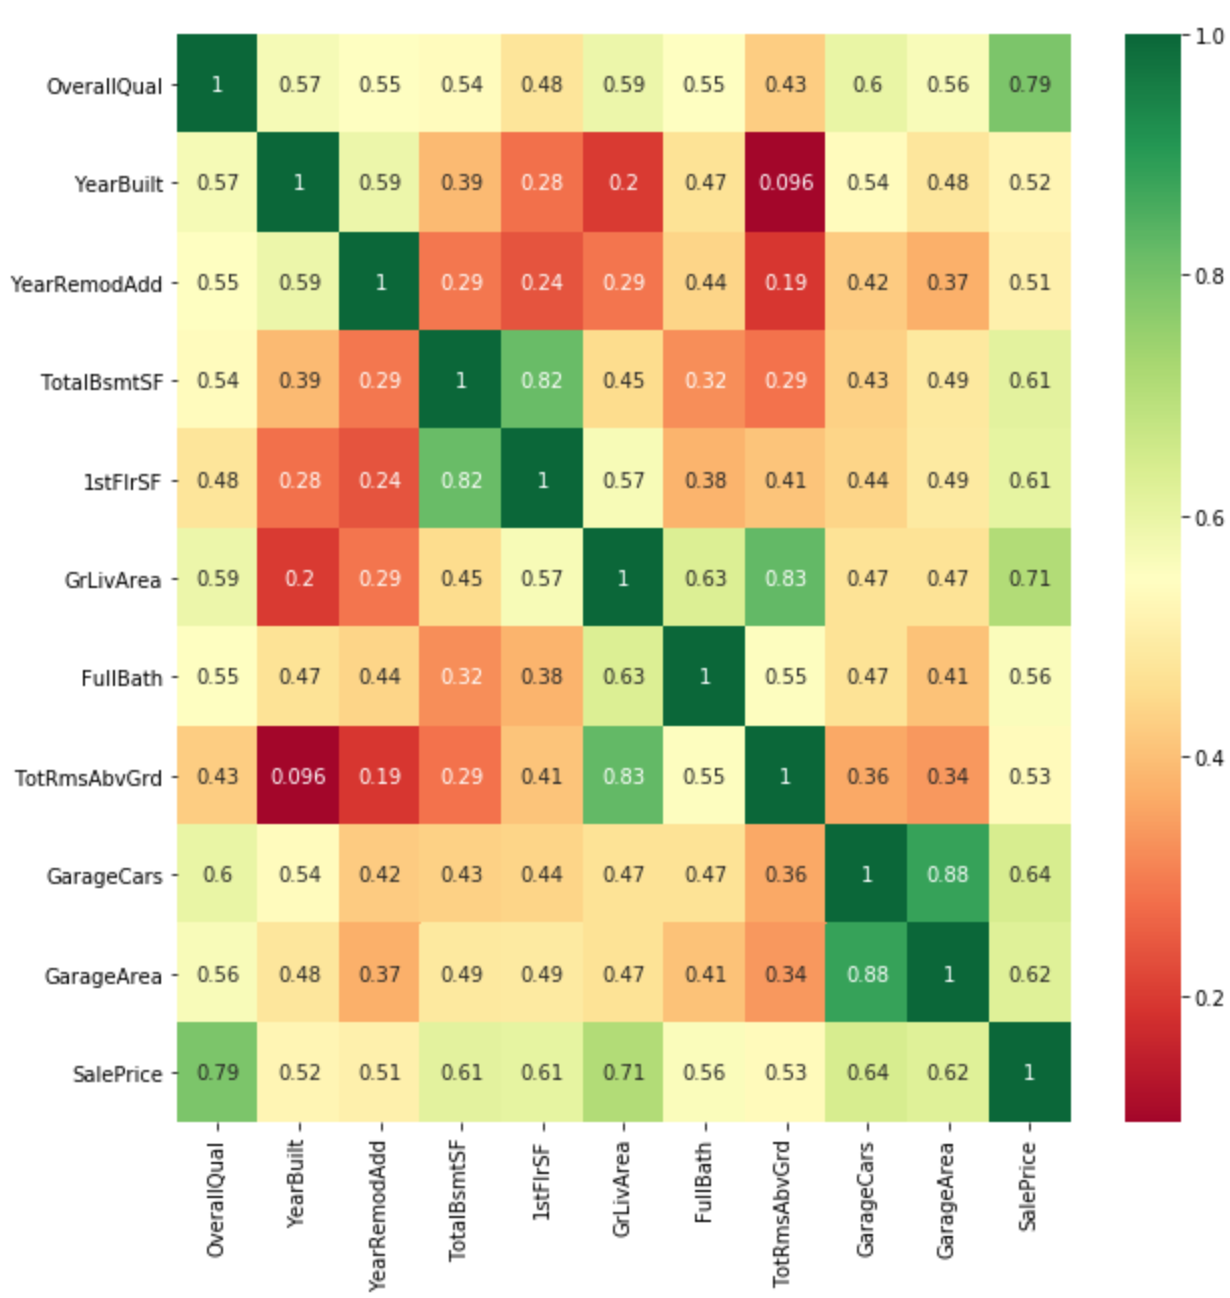 OverallQual 1 0.57 0.55 0.54 0.48 0.59 0.55 0.43 0.6 0.56 0.79
YearBuilt 0.57 1 0.59 0.39 0.28 0.2 0.47 0.096 0.54 0.48 0.52
YearRemodAdd 0.55 0.59 1 0.29 0.24 0.29 0.44 0.19 0.42 0.37 0.51
TotalBsmtSF 0.54 0.39 0.29 1 0.82 0.45 0.32 0.29 0.43 0.49 0.61
1stFlrSF 0.48 0.28 0.24 0.82 1 0.57 0.38 0.41 0.44 0.49 0.61
GrLivArea 0.59 0.2 0.29 0.45 0.57 1 0.63 0.83 0.47 0.47 0.71
FullBath 0.55 0.47 0.44 0.32 0.38 0.63 1 0.55 0.47 0.41 0.56
TotRmsAbvGrd 0.43 0.096 0.19 0.29 0.41 0.83 0.55 1 0.36 0.34 0.53
GarageCars 0.6 0.54 0.42 0.43 0.44 0.47 0.47 0.36 1 0.88 0.64
GarageArea 0.56 0.48 0.37 0.49 0.49 0.47 0.41 0.34 0.88 1 0.62
SalePrice 0.79 0.52 0.51 0.61 0.61 0.71 0.56 0.53 0.64 0.62 1
OverallQual
YearBuilt
YearRemodAdd
TotalBsmtSF
1stFlrSF
GrLivArea
FullBath
TotRmsAbvGrd
GarageCars
GarageArea
SalePrice
1.0
0.8
0.6
0.4
0.2